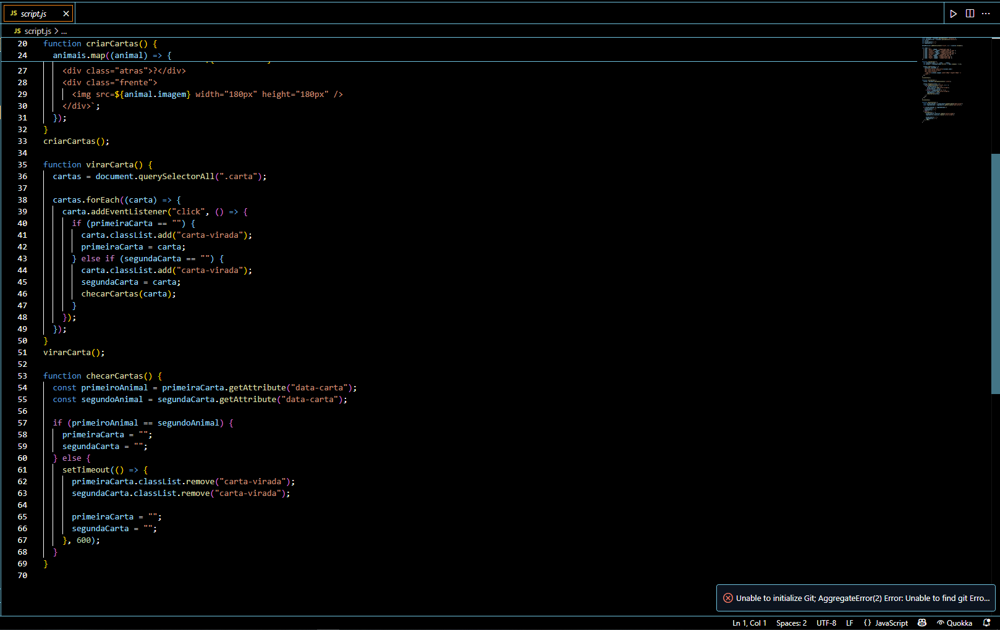 JS script.js ×
JS script.js > ...
20 function criarCartas() {
24 animais.map((animal) => {
27 <div class="atras">?</div>
28 <div class="frente">
29 <img src=${animal.imagem} width="180px" height="180px" />
30 </div>`;
31 });
32 }
33 criarCartas();
34
35 function virarCarta() {
36 cartas = document.querySelectorAll(".carta");
37
38 cartas.forEach((carta) => {
39 carta.addEventListener("click", () => {
40 if (primeiraCarta == "") {
41 carta.classList.add("carta-virada");
42 primeiraCarta = carta;
43 } else if (segundaCarta == "") {
44 carta.classList.add("carta-virada");
45 segundaCarta = carta;
46 checarCartas(carta);
47 }
48 });
49 });
50 }
51 virarCarta();
52
53 function checarCartas() {
54 const primeiroAnimal = primeiraCarta.getAttribute("data-carta");
55 const segundoAnimal = segundaCarta.getAttribute("data-carta");
56
57 if (primeiroAnimal == segundoAnimal) {
58 primeiraCarta = "";
59 segundaCarta = "";
60 } else {
61 setTimeout(() => {
62 primeiraCarta.classList.remove("carta-virada");
63 segundaCarta.classList.remove("carta-virada");
64
65 primeiraCarta = "";
66 segundaCarta = "";
67 }, 600);
68 }
69 }
70
Unable to initialize Git; AggregateError(2) Error: Unable to find git Erro...
Ln 1, Col 1 Spaces: 2 UTF-8 LF {} JavaScript Quokka